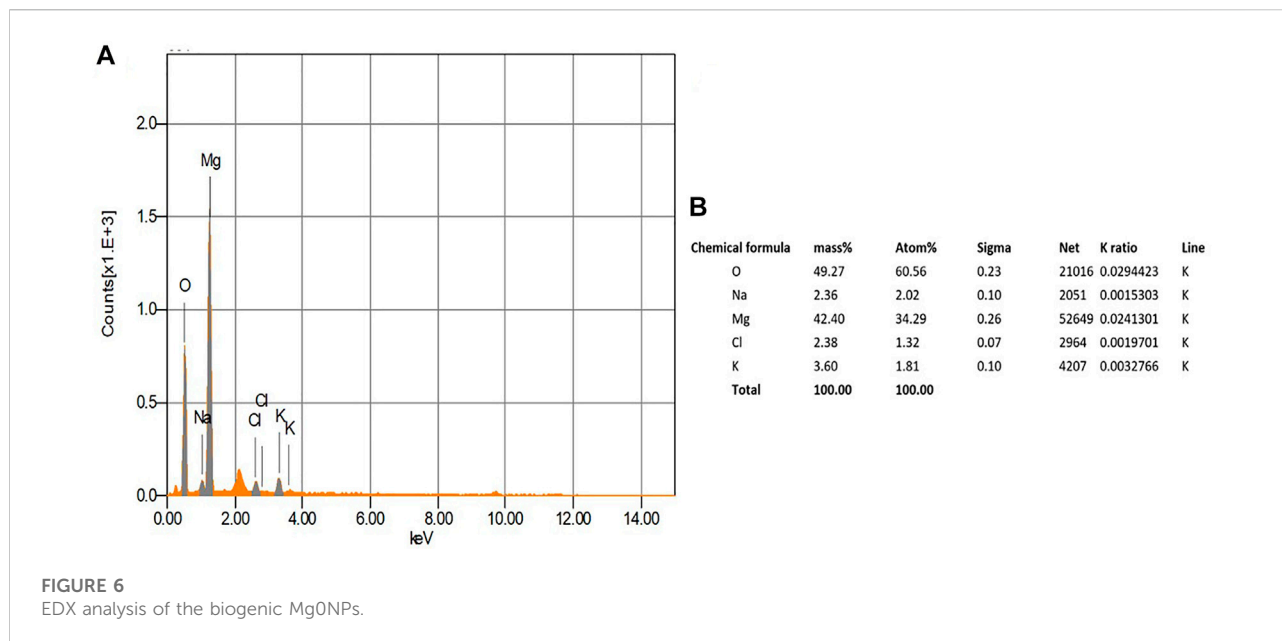 A
2.0
Mg
1.5
Counts[x1.E+3]
O
1.0
Cl
0.5
Na
Cl
K
K
0.0
0.00 2.00 4.00 6.00 8.00 10.00 12.00 14.00
keV
B
Chemical formula mass% Atom% Sigma Net K ratio Line
O 49.27 60.56 0.23 21016 0.0294423 K
Na 2.36 2.02 0.10 2051 0.0015303 K
Mg 42.40 34.29 0.26 52649 0.0241301 K
Cl 2.38 1.32 0.07 2964 0.0019701 K
K 3.60 1.81 0.10 4207 0.0032766 K
Total 100.00 100.00
FIGURE 6
EDX analysis of the biogenic Mg0NPs.